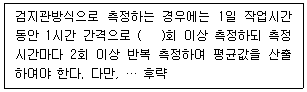 검지관방식으로 측정하는 경우에는 1일 작업시간
동안 1시간 간격으로 (   )회 이상 측정하되 측정
시간마다 2회 이상 반복 측정하여 평균값을 산출
하여야 한다. 다만, … 후략